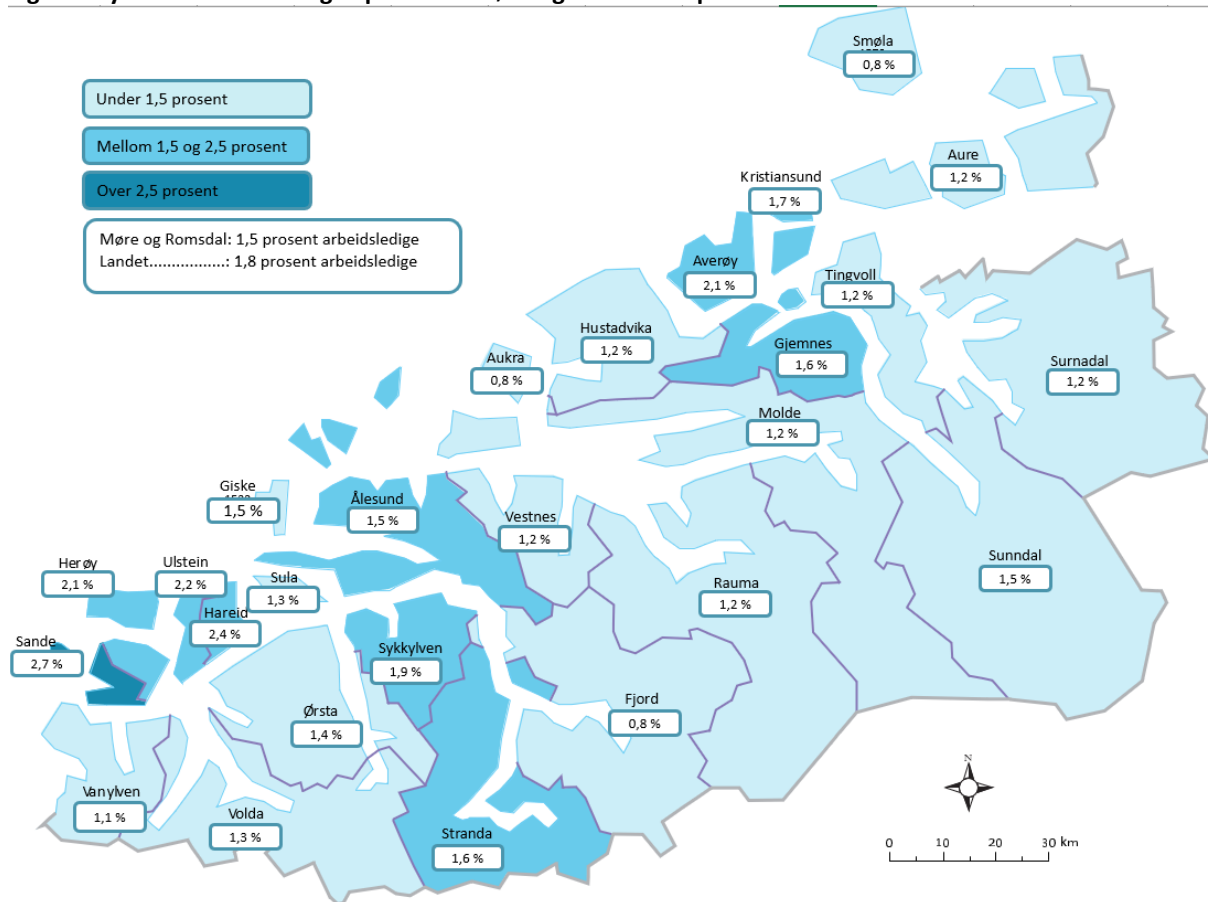 Under 1,5 prosent
Mellom 1,5 og 2,5 prosent
Over 2,5 prosent
Møre og Romsdal: 1,5 prosent arbeidsledige
Landet..................: 1,8 prosent arbeidsledige
Smøla
0,8 %
Aure
1,2 %
Kristiansund
1,7 %
Averøy
2,1 %
Tingvoll
1,2 %
Hustadvika
1,2 %
Gjemnes
1,6 %
Aukra
0,8 %
Surnadal
1,2 %
Molde
1,2 %
Giske
1,5 %
Ålesund
1,5 %
Vestnes
1,2 %
Sunndal
1,5 %
Herøy
2,1 %
Ulstein
2,2 %
Sula
1,3 %
Rauma
1,2 %
Hareid
2,4 %
Sande
2,7 %
Sykkylven
1,9 %
Fjord
0,8 %
Ørsta
1,4 %
Vanylven
1,1 %
Volda
1,3 %
Stranda
1,6 %
N
0 10 20 30 km